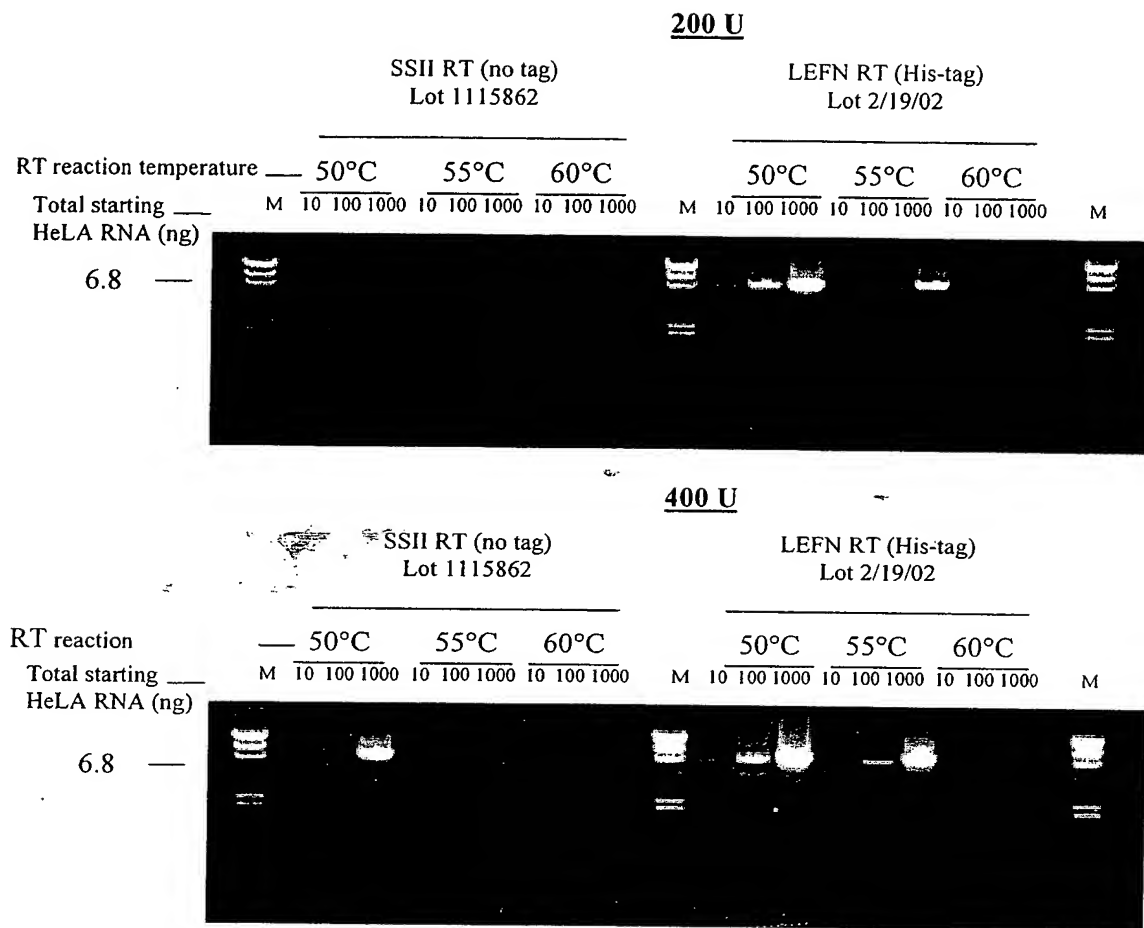 200 U
SSII RT (no tag)
Lot 1115862
LEFN RT (His-tag)
Lot 2/19/02
RT reaction temperature
50°C 55°C 60°C 50°C 55°C 60°C
Total starting M 10 100 1000 10 100 1000 10 100 1000 M 10 100 1000 10 100 1000 10 100 1000 M
HeLA RNA (ng)
6.8
400 U
SSII RT (no tag)
Lot 1115862
LEFN RT (His-tag)
Lot 2/19/02
RT reaction 50°C 55°C 60°C 50°C 55°C 60°C
Total starting M 10 100 1000 10 100 1000 10 100 1000 M 10 100 1000 10 100 1000 10 100 1000 M
HeLA RNA (ng)
6.8